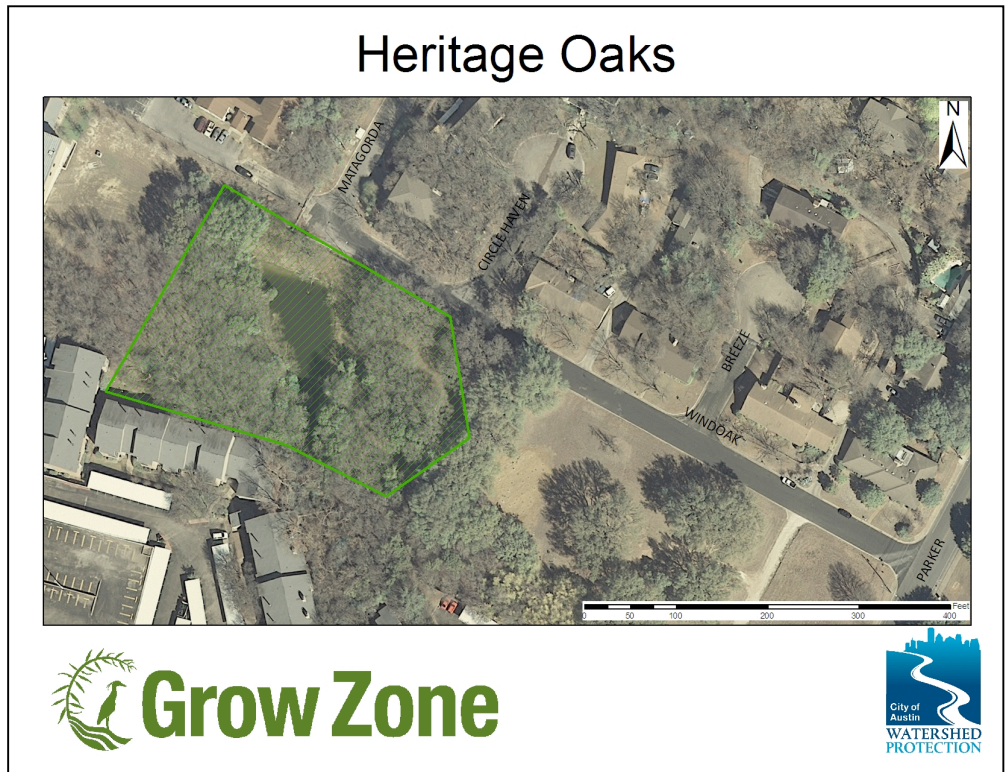 Heritage Oaks
N
MATAGORDA
CIRCLE HAVEN
BREEZE
WINDOAK
PARKER
Feet
0 50 100 200 300 400
Grow Zone
City of
Austin
WATERSHED
PROTECTION